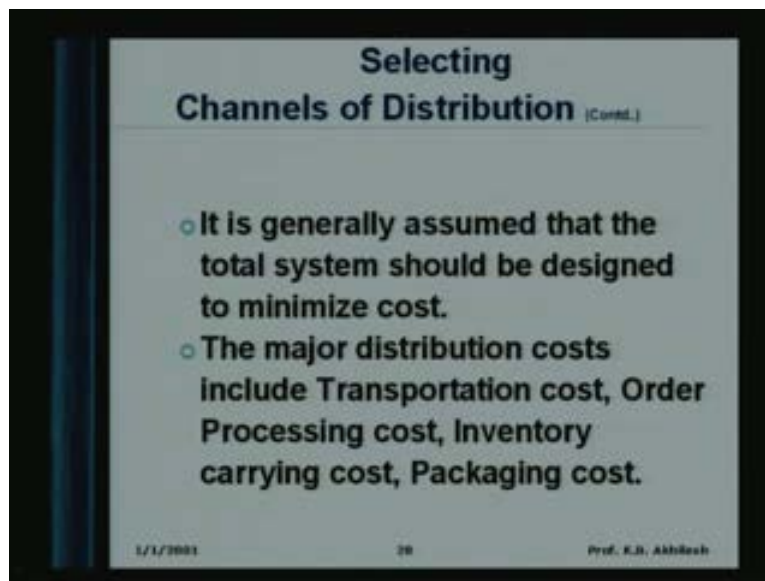 Selecting
Channels of Distribution (Contd.)
It is generally assumed that the
total system should be designed
to minimize cost.
The major distribution costs
include Transportation cost, Order
Processing cost, Inventory
carrying cost, Packaging cost.
1/1/2001 28 Prof. K.B. Akhilesh